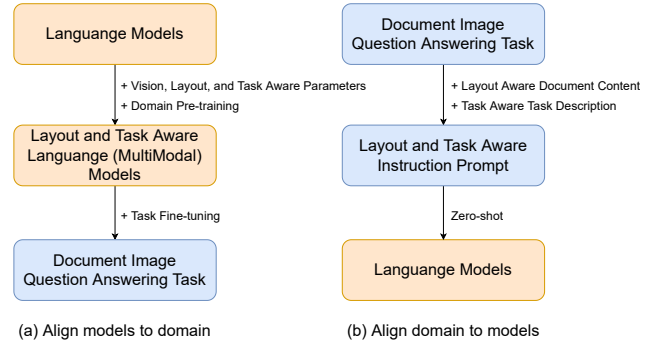 Languange Models
+ Vision, Layout, and Task Aware Parameters
+ Domain Pre-training
Layout and Task Aware
Languange (MultiModal)
Models
+ Task Fine-tuning
Document Image
Question Answering Task
(a) Align models to domain
Document Image
Question Answering Task
+ Layout Aware Document Content
+ Task Aware Task Description
Layout and Task Aware
Instruction Prompt
Zero-shot
Languange Models
(b) Align domain to models